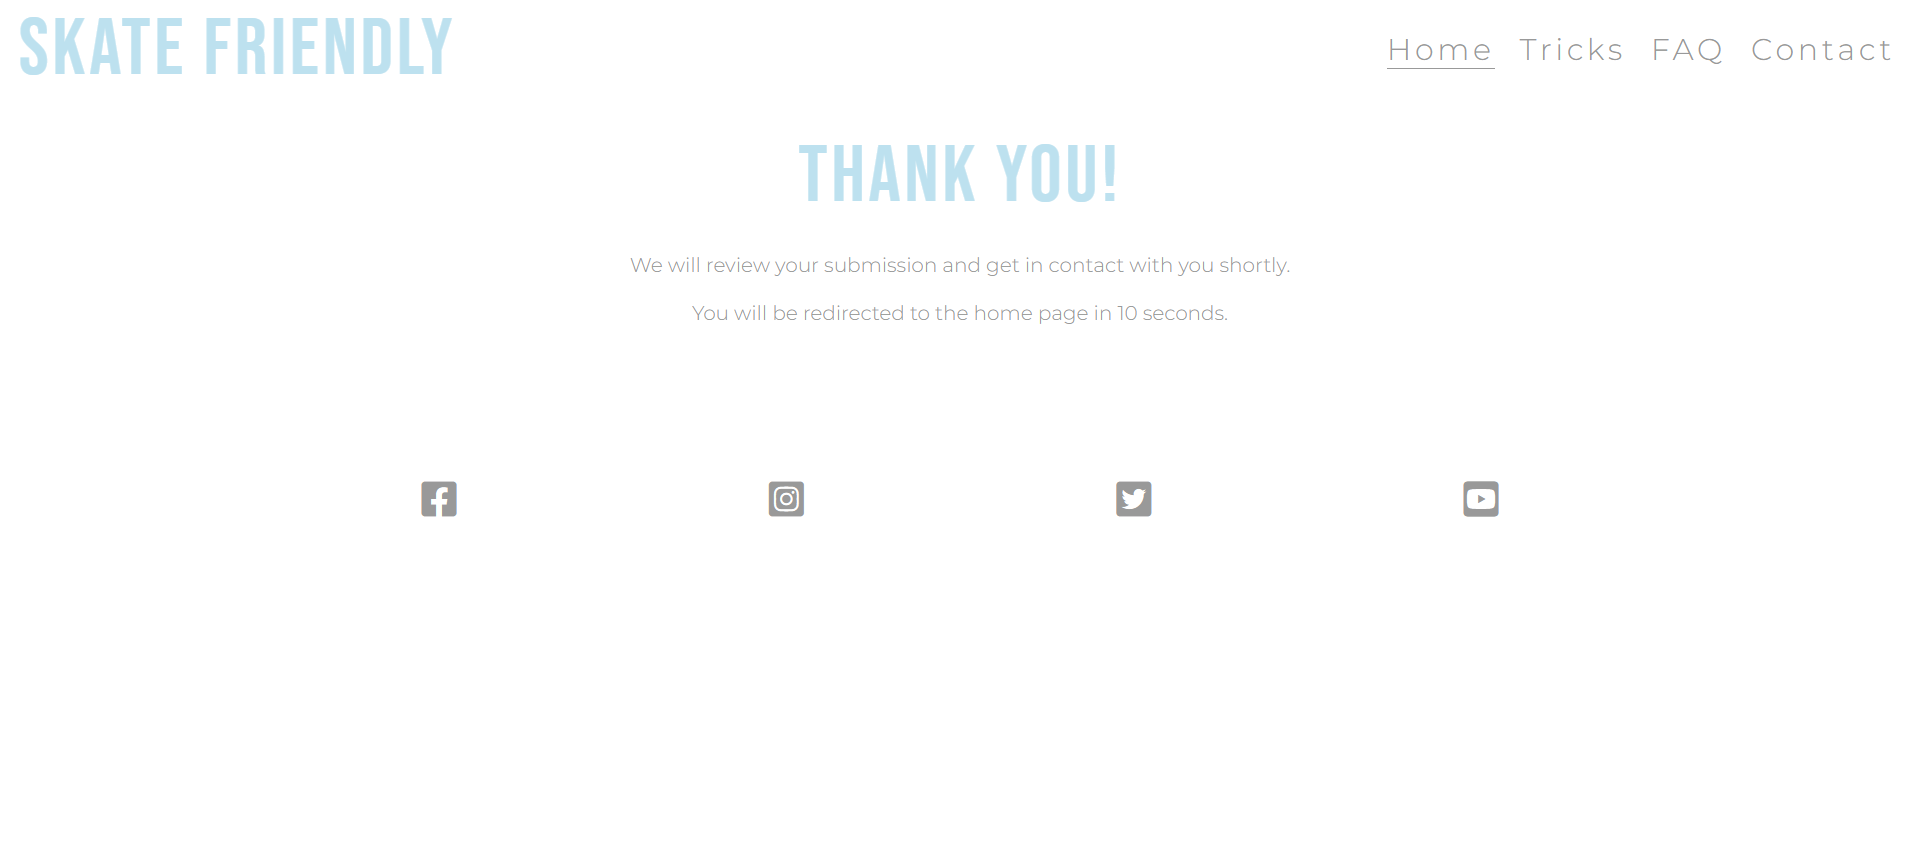 SKATE FRIENDLY
Home Tricks FAQ Contact
THANK YOU!
We will review your submission and get in contact with you shortly.
You will be redirected to the home page in 10 seconds.